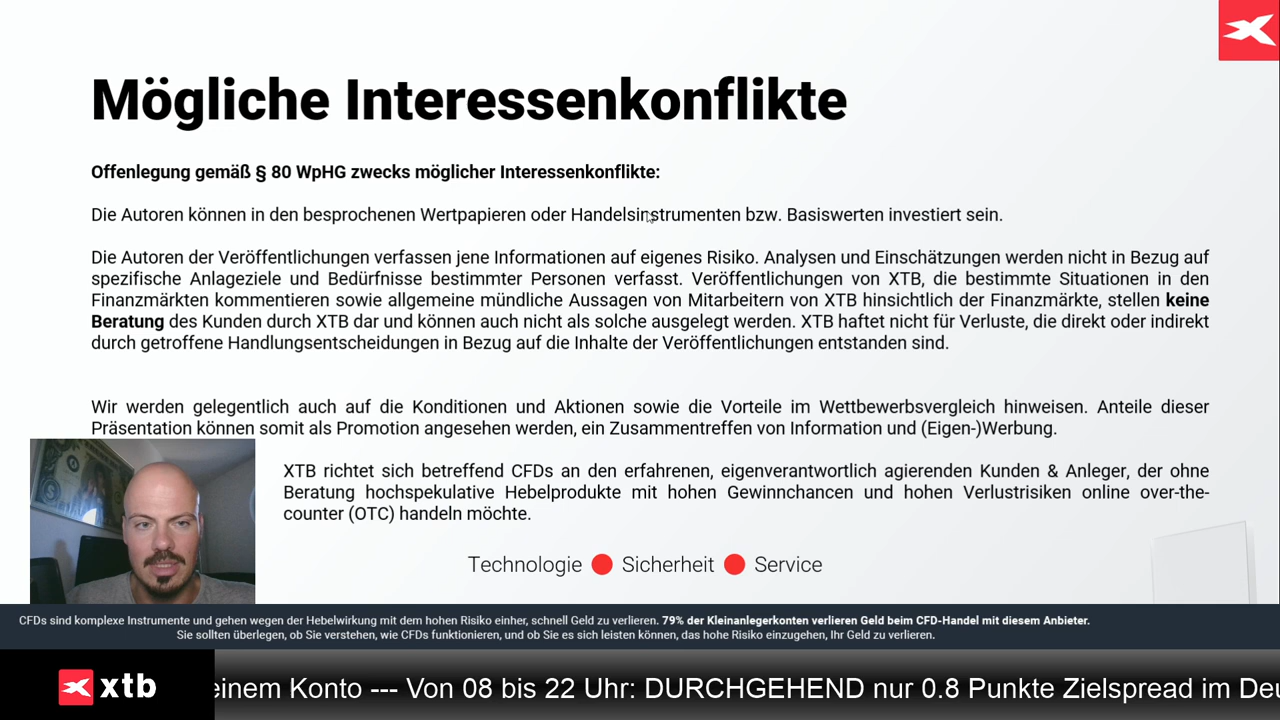 Mögliche Interessenkonflikte
Offenlegung gemäß § 80 WpHG zwecks möglicher Interessenkonflikte:
Die Autoren können in den besprochenen Wertpapieren oder Handelsinstrumenten bzw. Basiswerten investiert sein.
Die Autoren der Veröffentlichungen verfassen jene Informationen auf eigenes Risiko. Analysen und Einschätzungen werden nicht in Bezug auf
spezifische Anlageziele und Bedürfnisse bestimmter Personen verfasst. Veröffentlichungen von XTB, die bestimmte Situationen in den
Finanzmärkten kommentieren sowie allgemeine mündliche Aussagen von Mitarbeitern von XTB hinsichtlich der Finanzmärkte, stellen keine
Beratung des Kunden durch XTB dar und können auch nicht als solche ausgelegt werden. XTB haftet nicht für Verluste, die direkt oder indirekt
durch getroffene Handlungsentscheidungen in Bezug auf die Inhalte der Veröffentlichungen entstanden sind.
Wir werden gelegentlich auch auf die Konditionen und Aktionen sowie die Vorteile im Wettbewerbsvergleich hinweisen. Anteile dieser
Präsentation können somit als Promotion angesehen werden, ein Zusammentreffen von Information und (Eigen-)Werbung.
XTB richtet sich betreffend CFDs an den erfahrenen, eigenverantwortlich agierenden Kunden & Anleger, der ohne
Beratung hochspekulative Hebelprodukte mit hohen Gewinnchancen und hohen Verlustrisiken online over-the-
counter (OTC) handeln möchte.
Technologie Sicherheit Service
CFDs sind komplexe Instrumente und gehen wegen der Hebelwirkung mit dem hohen Risiko einher, schnell Geld zu verlieren. 79% der Kleinanlegerkonten verlieren Geld beim CFD-Handel mit diesem Anbieter.
Sie sollten überlegen, ob Sie verstehen, wie CFDs funktionieren, und ob Sie es sich leisten können, das hohe Risiko einzugehen, Ihr Geld zu verlieren.
xtb einem Konto --- Von 08 bis 22 Uhr: DURCHGEHEND nur 0.8 Punkte Zielspread im